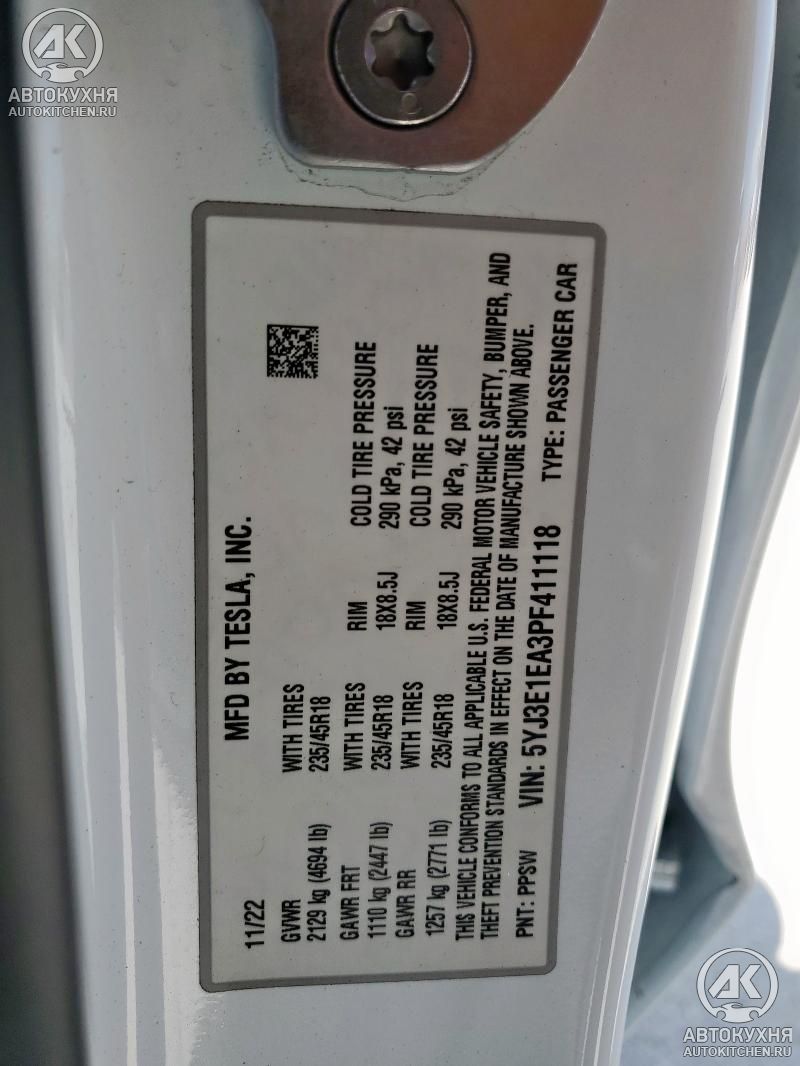 AK
АВТОКУХНЯ
AUTOKITCHEN.RU
2
11/22 MFD BY TESLA, INC.
GVWR WITH TIRES
2129 kg (4694 lb) 235/45R18
GAWR FRT WITH TIRES RIM COLD TIRE PRESSURE
1110 kg (2447 lb) 235/45R18 18X8.5J 290 kPa, 42 psi
GAWR RR WITH TIRES RIM COLD TIRE PRESSURE
1257 kg (2771 lb) 235/45R18 18X8.5J 290 kPa, 42 psi
THIS VEHICLE CONFORMS TO ALL APPLICABLE U.S. FEDERAL MOTOR VEHICLE SAFETY, BUMPER, AND
THEFT PREVENTION STANDARDS IN EFFECT ON THE DATE OF MANUFACTURE SHOWN ABOVE.
PNT: PPSW VIN: 5YJ3E1EA3PF411118 TYPE: PASSENGER CAR
AK
АВТОКУХНЯ
AUTOKITCHEN.RU